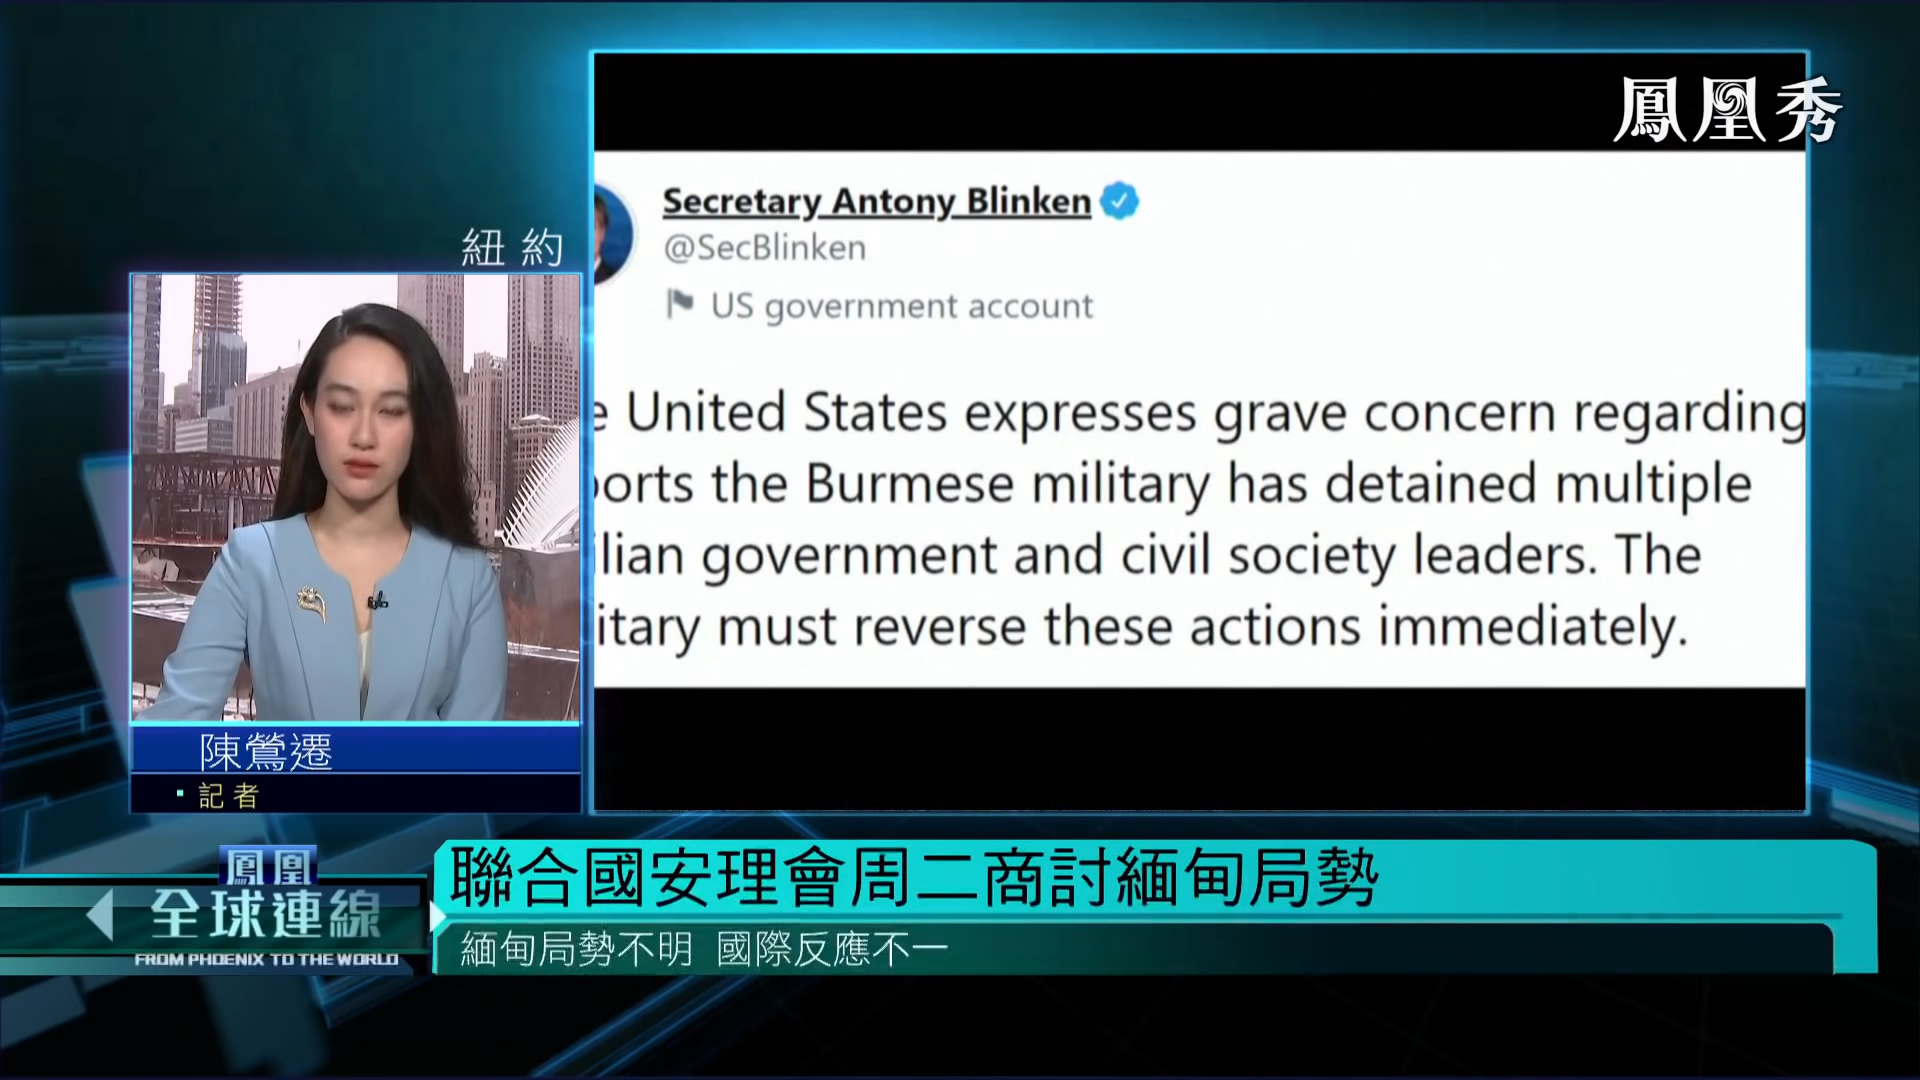 鳳凰秀
Secretary Antony Blinken
@SecBlinken
US government account
e United States expresses grave concern regarding
orts the Burmese military has detained multiple
ilian government and civil society leaders. The
itary must reverse these actions immediately.
紐約
陳鶯遷
記者
鳳凰
全球連線
FROM PHOENIX TO THE WORLD
聯合國安理會周二商討緬甸局勢
緬甸局勢不明 國際反應不一